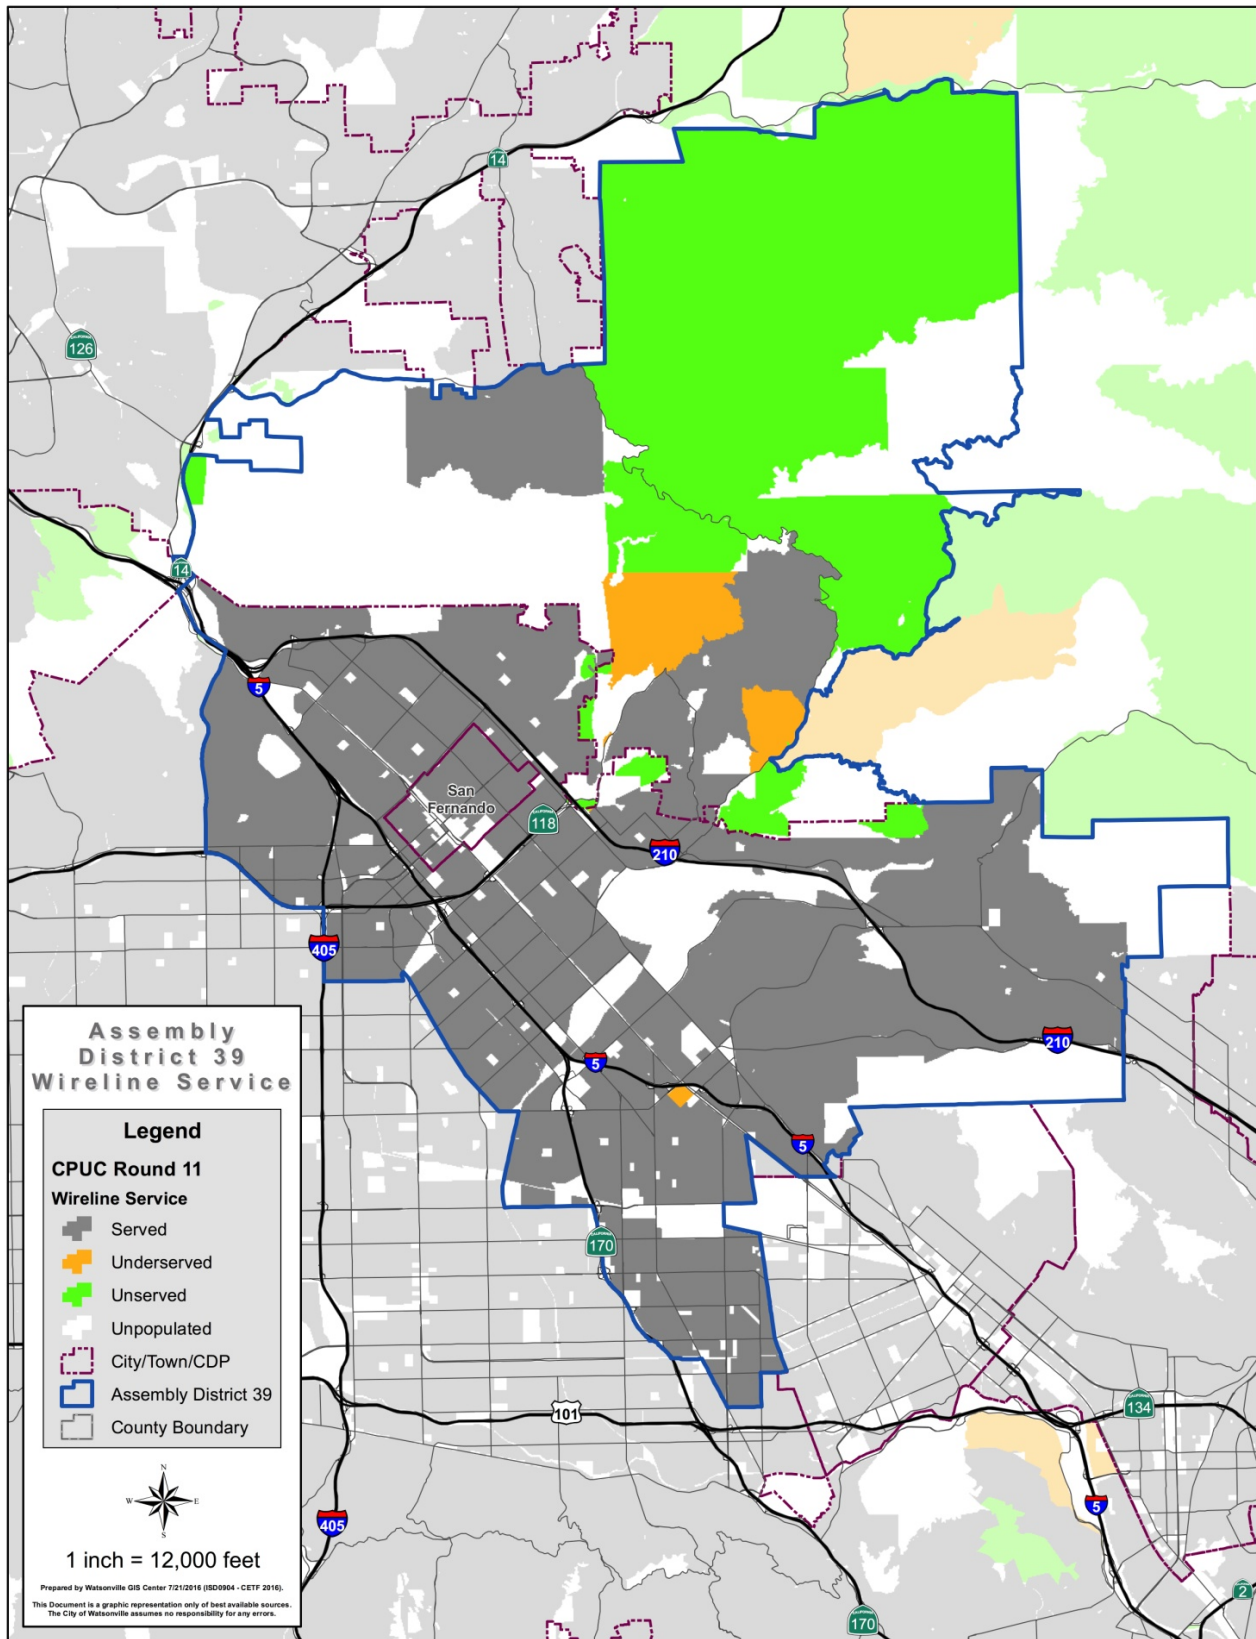 14
CALIFORNIA
126
14
5
San
Fernando
CALIFORNIA
118
210
405
5
210
5
CALIFORNIA
170
101
CALIFORNIA
134
405
5
2
170
Assembly
District 39
Wireline Service
Legend
CPUC Round 11
Wireline Service
Served
Underserved
Unserved
Unpopulated
City/Town/CDP
Assembly District 39
County Boundary
N
W
E
S
1 inch = 12,000 feet
Prepared by Watsonville GIS Center 7/21/2016 (ISD0904 - CETF 2016).
This Document is a graphic representation only of best available sources.
The City of Watsonville assumes no responsibility for any errors.